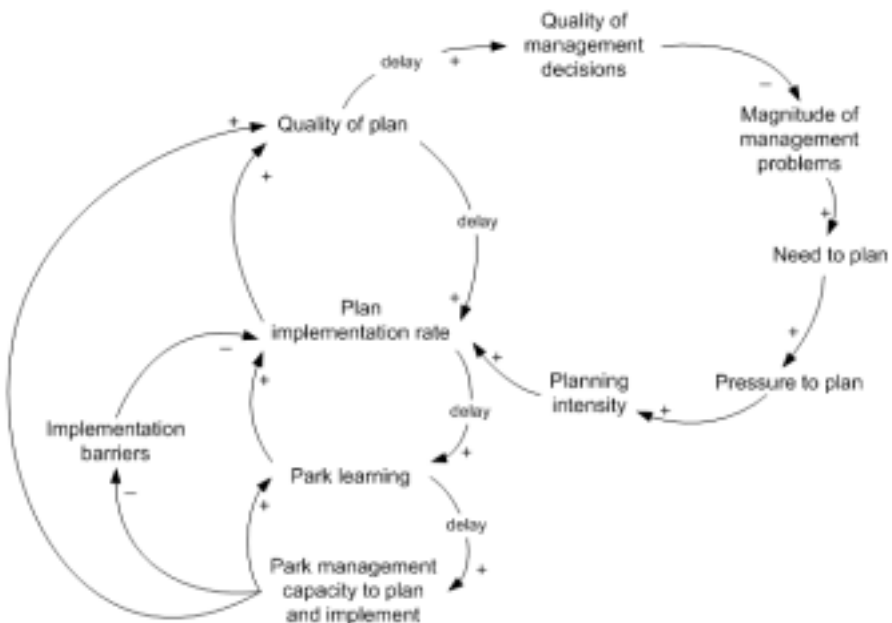 Quality of
management
decisions
delay
+
−
+
Quality of plan
Magnitude of
management
problems
+
+
delay
+
Need to plan
Plan
implementation rate
+
−
+
+
+
Planning
intensity
Pressure to plan
+
delay
Implementation
barriers
+
Park learning
−
+
delay
Park management
capacity to plan
and implement
+